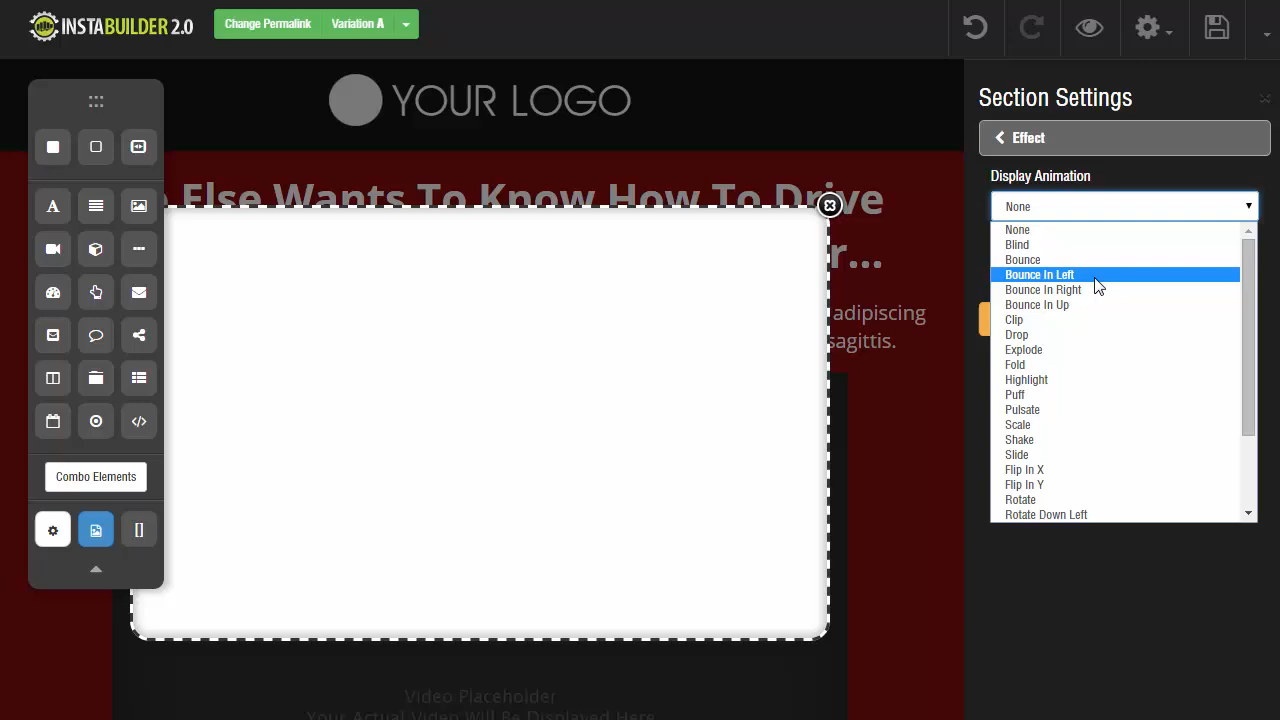 INSTABUILDER 2.0
Change Permalink
Variation A
YOUR LOGO
Else Wants To Know How To Drive
r...
adipiscing
sagittis.
Combo Elements
Video Placeholder
Your Actual Video Will Be Displayed Here
Section Settings
Effect
Display Animation
None
None
Blind
Bounce
Bounce In Left
Bounce In Right
Bounce In Up
Clip
Drop
Explode
Fold
Highlight
Puff
Pulsate
Scale
Shake
Slide
Flip In X
Flip In Y
Rotate
Rotate Down Left